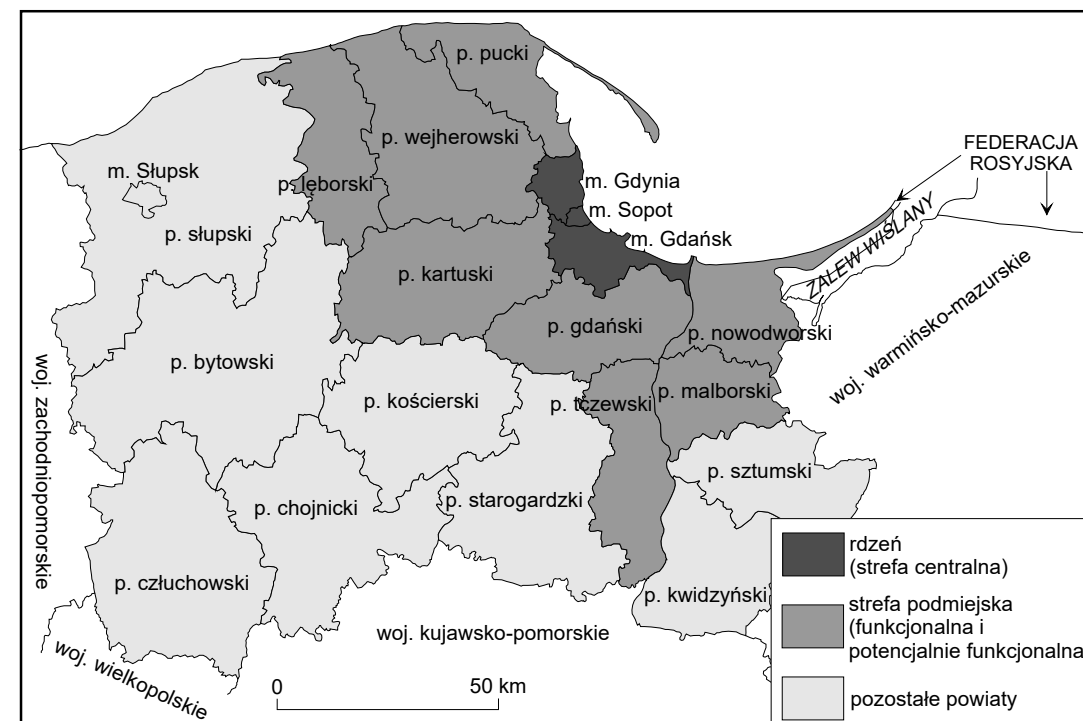 p. pucki
p. wejherowski
FEDERACJA
ROSYJSKA
m. Słupsk
p. lęborski
m. Gdynia
m. Sopot
m. Gdańsk
p. słupski
ZALEW WIŚLANY
p. kartuski
p. gdański
p. nowodworski
woj. warmińsko-mazurskie
p. bytowski
woj. zachodniopomorskie
p. kościerski
p. tczewski
p. malborski
p. sztumski
p. starogardzki
p. chojnicki
p. człuchowski
p. kwidzyński
woj. kujawsko-pomorskie
woj. wielkopolskie
0 50 km
rdzeń
(strefa centralna)
strefa podmiejska
(funkcjonalna i
potencjalnie funkcjonalna
pozostałe powiaty